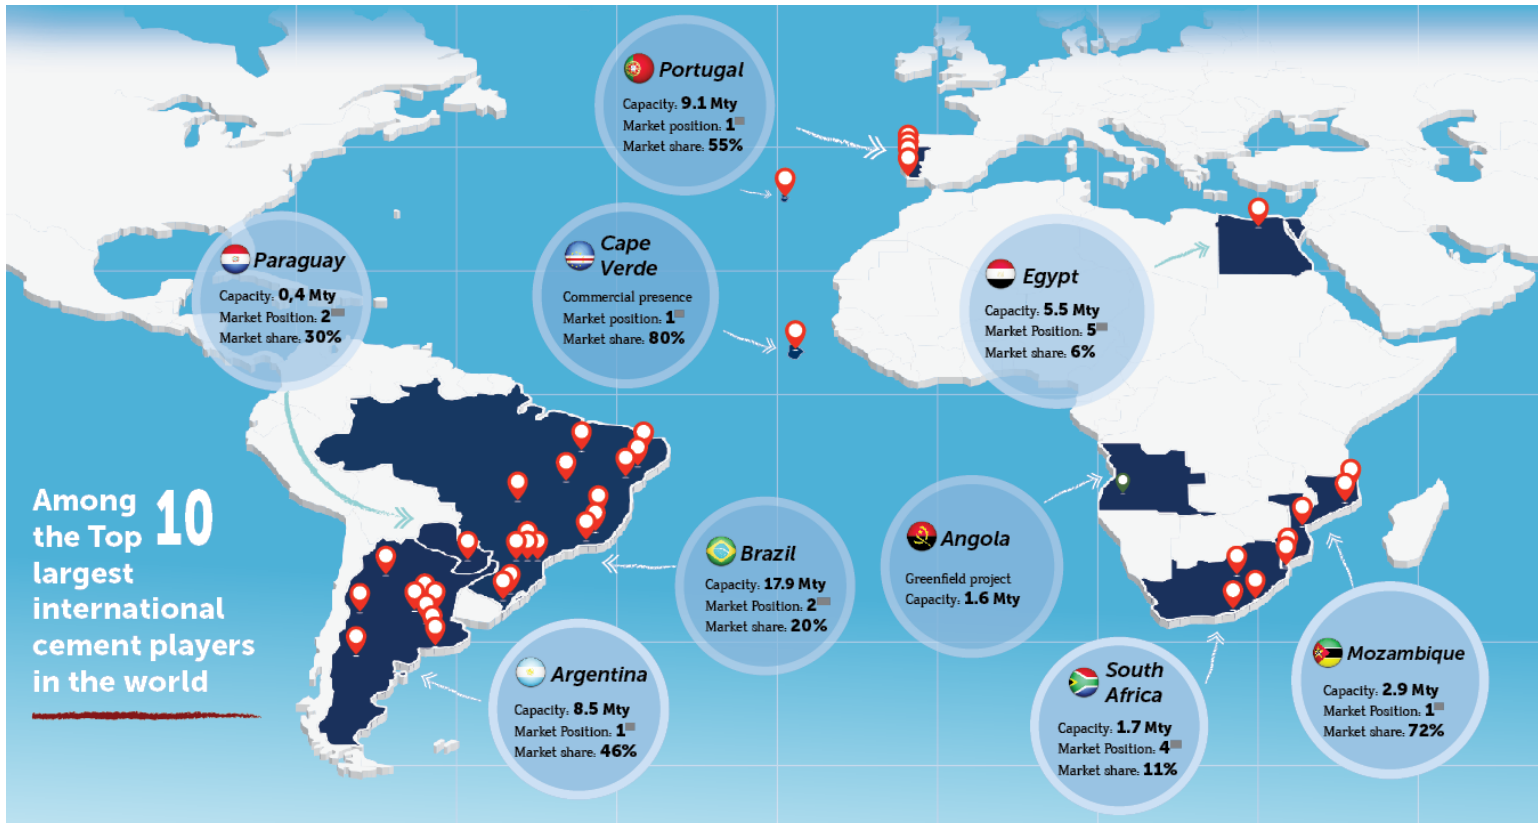 Portugal
Capacity: 9.1 Mty
Market position: 1
Market share: 55%
Paraguay
Capacity: 0,4 Mty
Market Position: 2
Market share: 30%
Cape
Verde
Commercial presence
Market position: 1
Market share: 80%
Egypt
Capacity: 5.5 Mty
Market Position: 5
Market share: 6%
Among
the Top 10
largest
international
cement players
in the world
Brazil
Capacity: 17.9 Mty
Market Position: 2
Market share: 20%
Angola
Greenfield project
Capacity: 1.6 Mty
Argentina
Capacity: 8.5 Mty
Market Position: 1
Market share: 46%
South
Africa
Capacity: 1.7 Mty
Market Position: 4
Market share: 11%
Mozambique
Capacity: 2.9 Mty
Market Position: 1
Market share: 72%